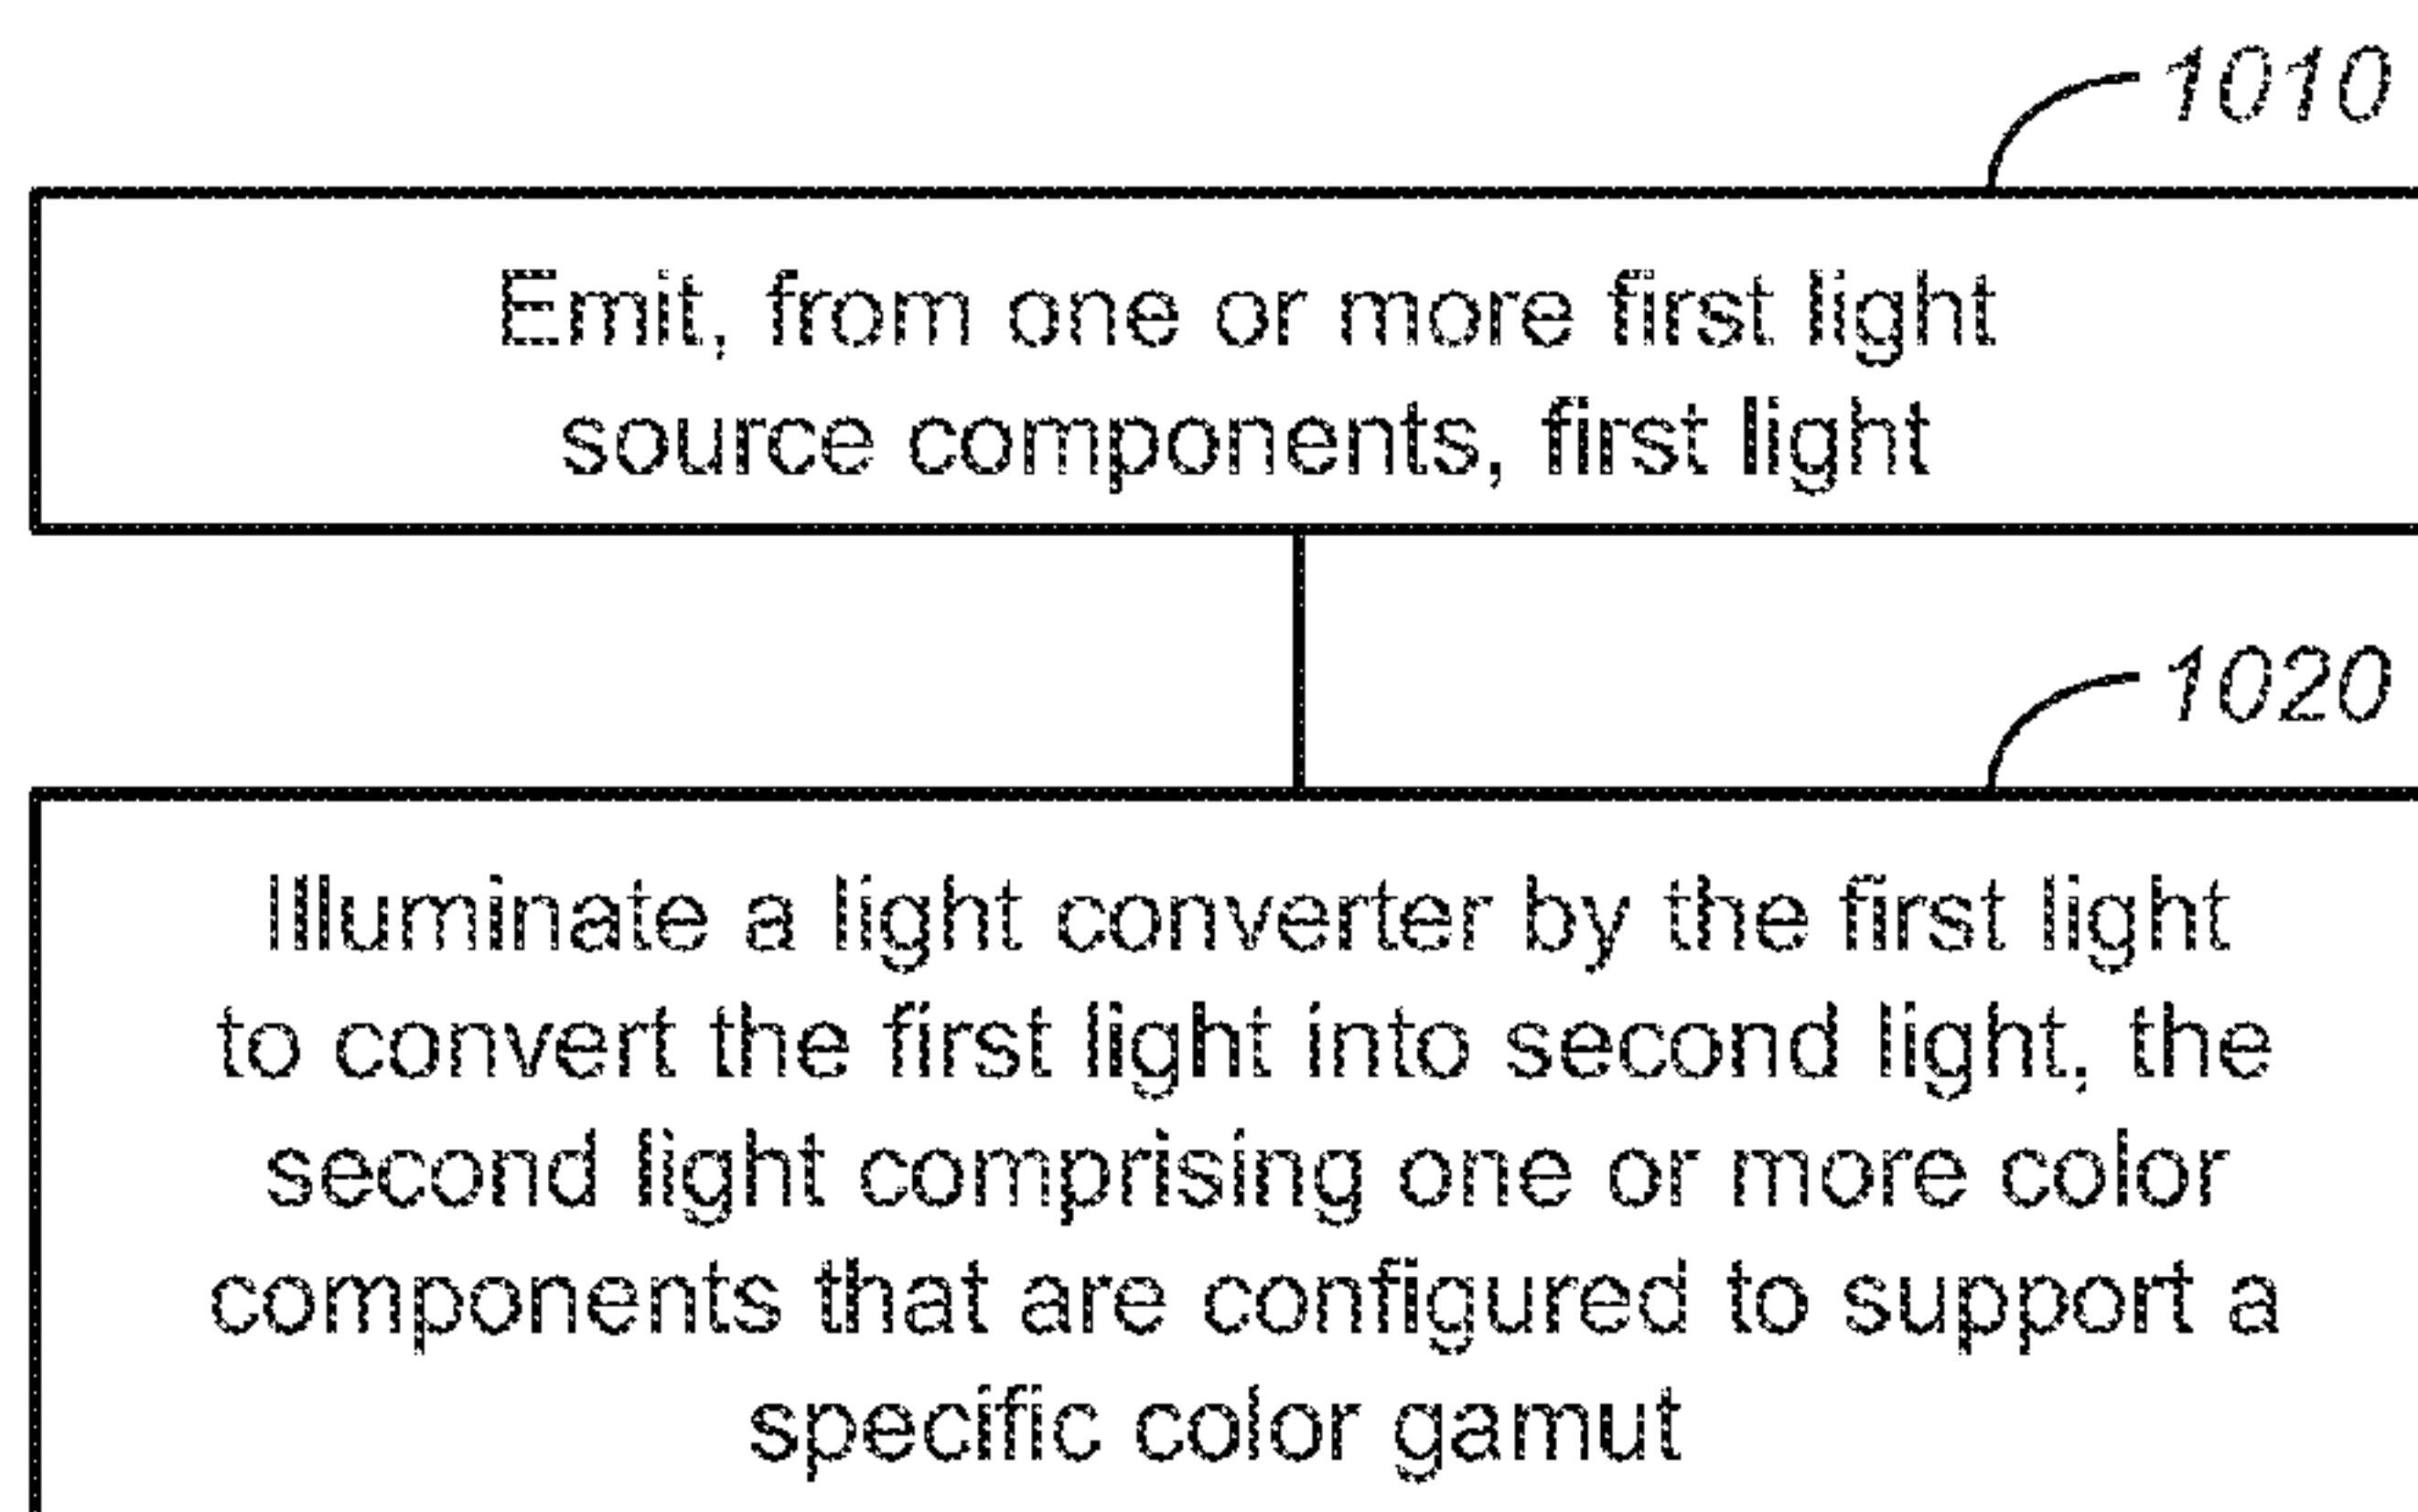 1010
Emit, from one or more first light
source components, first light
1020
Illuminate a light converter by the first light
to convert the first light into second light, the
second light comprising one or more color
components that are configured to support a
specific color gamut